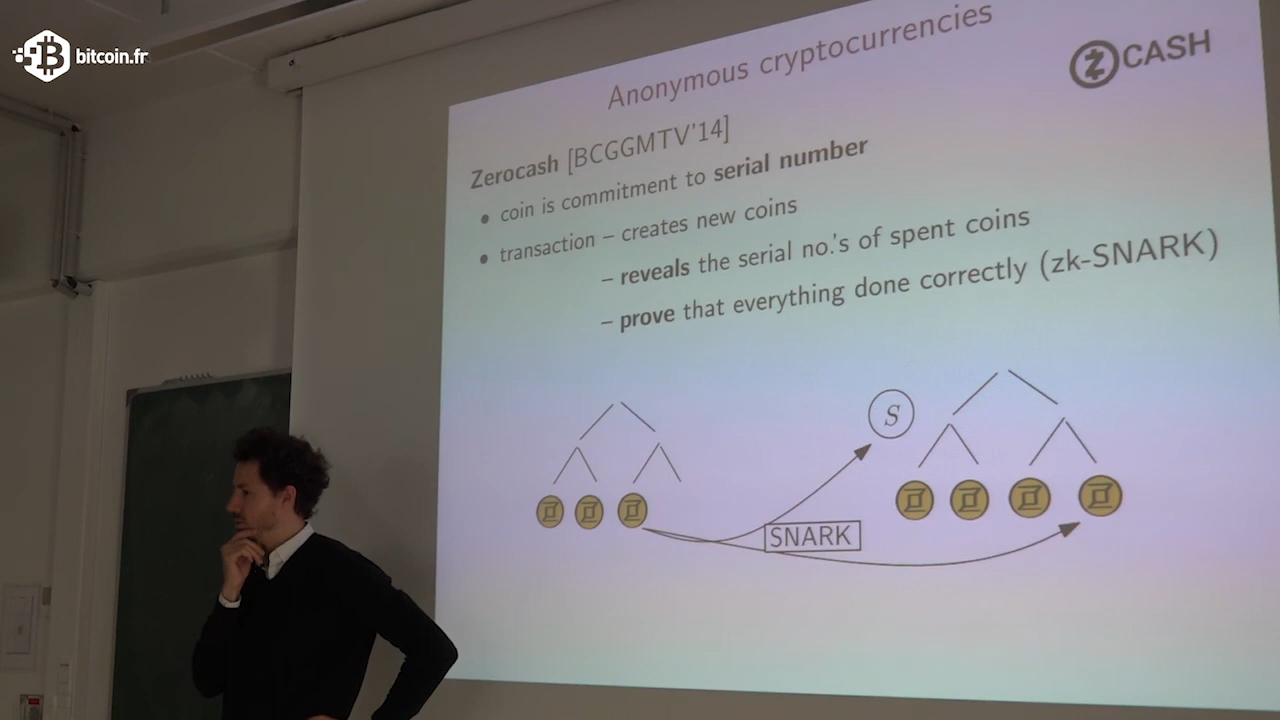 bitcoin.fr
Anonymous cryptocurrencies
ZCASH
Zerocash [BCGGMTV'14]
• coin is commitment to serial number
• transaction – creates new coins
– reveals the serial no.'s of spent coins
– prove that everything done correctly (zk-SNARK)
S
SNARK